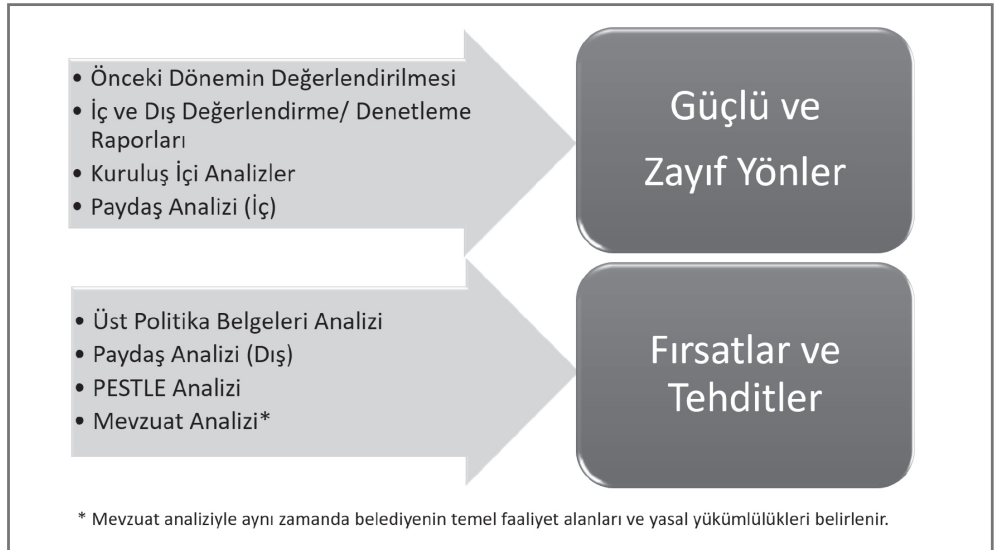 • Önceki Dönemin Değerlendirilmesi
• İç ve Dış Değerlendirme/ Denetleme
Raporları
• Kuruluş İçi Analizler
• Paydaş Analizi (İç)
Güçlü ve
Zayıf Yönler
• Üst Politika Belgeleri Analizi
• Paydaş Analizi (Dış)
• PESTLE Analizi
• Mevzuat Analizi*
Fırsatlar ve
Tehditler
* Mevzuat analiziyle aynı zamanda belediyenin temel faaliyet alanları ve yasal yükümlülükleri belirlenir.